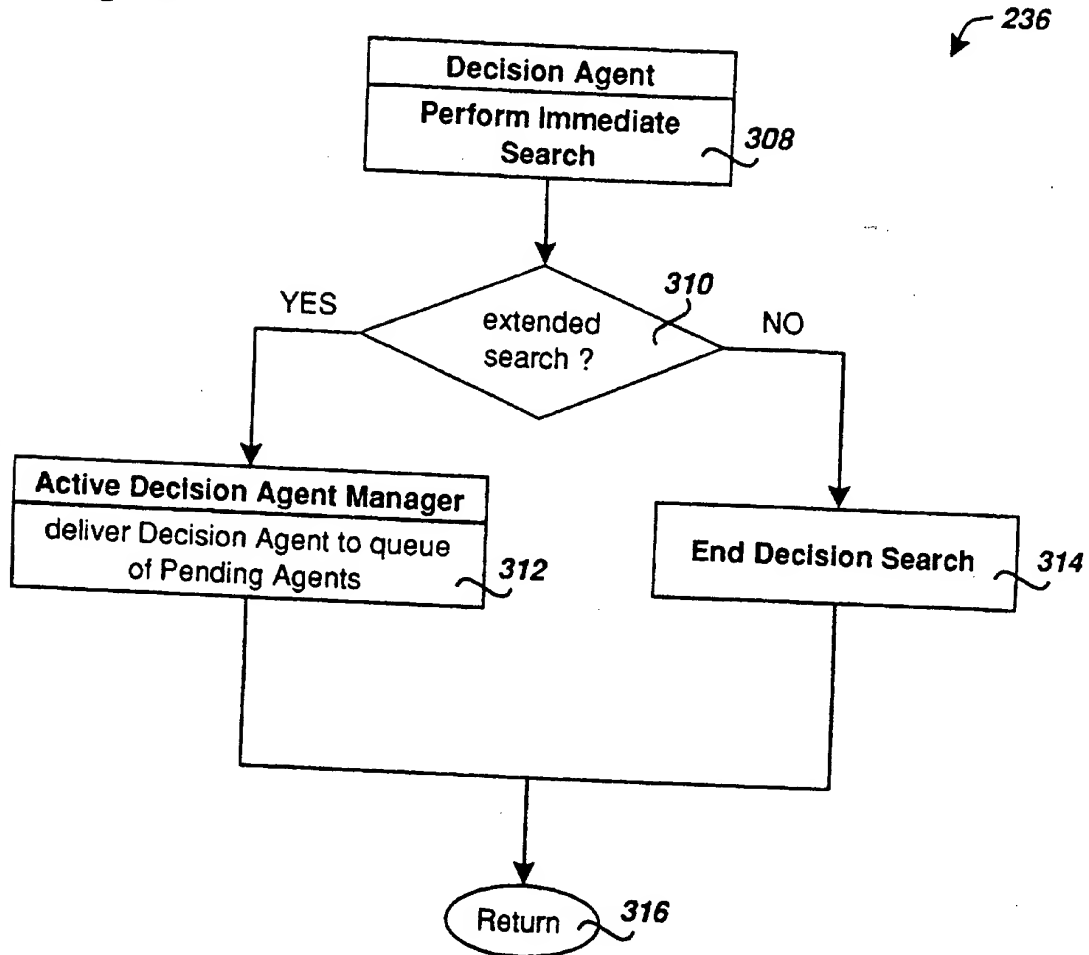 236
Decision Agent
Perform Immediate
Search
308
310
YES
extended
search ?
NO
Active Decision Agent Manager
deliver Decision Agent to queue
of Pending Agents
312
End Decision Search
314
Return
316